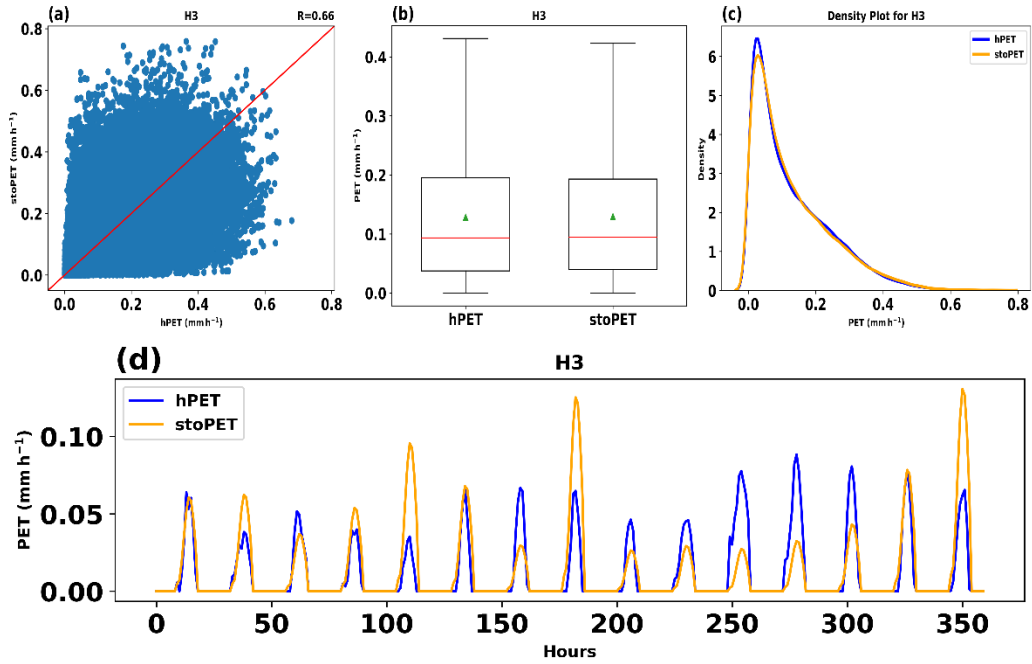 (a) H3 R=0.66
0.8
0.6
0.4
0.2
0.0
stoPET (mm h⁻¹)
0.0 0.2 0.4 0.6 0.8
hPET (mm h⁻¹)
(b) H3
0.4
0.3
0.2
0.1
0.0
PET (mm h⁻¹)
hPET stoPET
(c) Density Plot for H3
hPET
stoPET
6
5
4
3
2
1
0
Density
0.0 0.2 0.4 0.6 0.8
PET (mm h⁻¹)
(d) H3
hPET
stoPET
0.10
0.05
0.00
PET (mm h⁻¹)
0 50 100 150 200 250 300 350
Hours